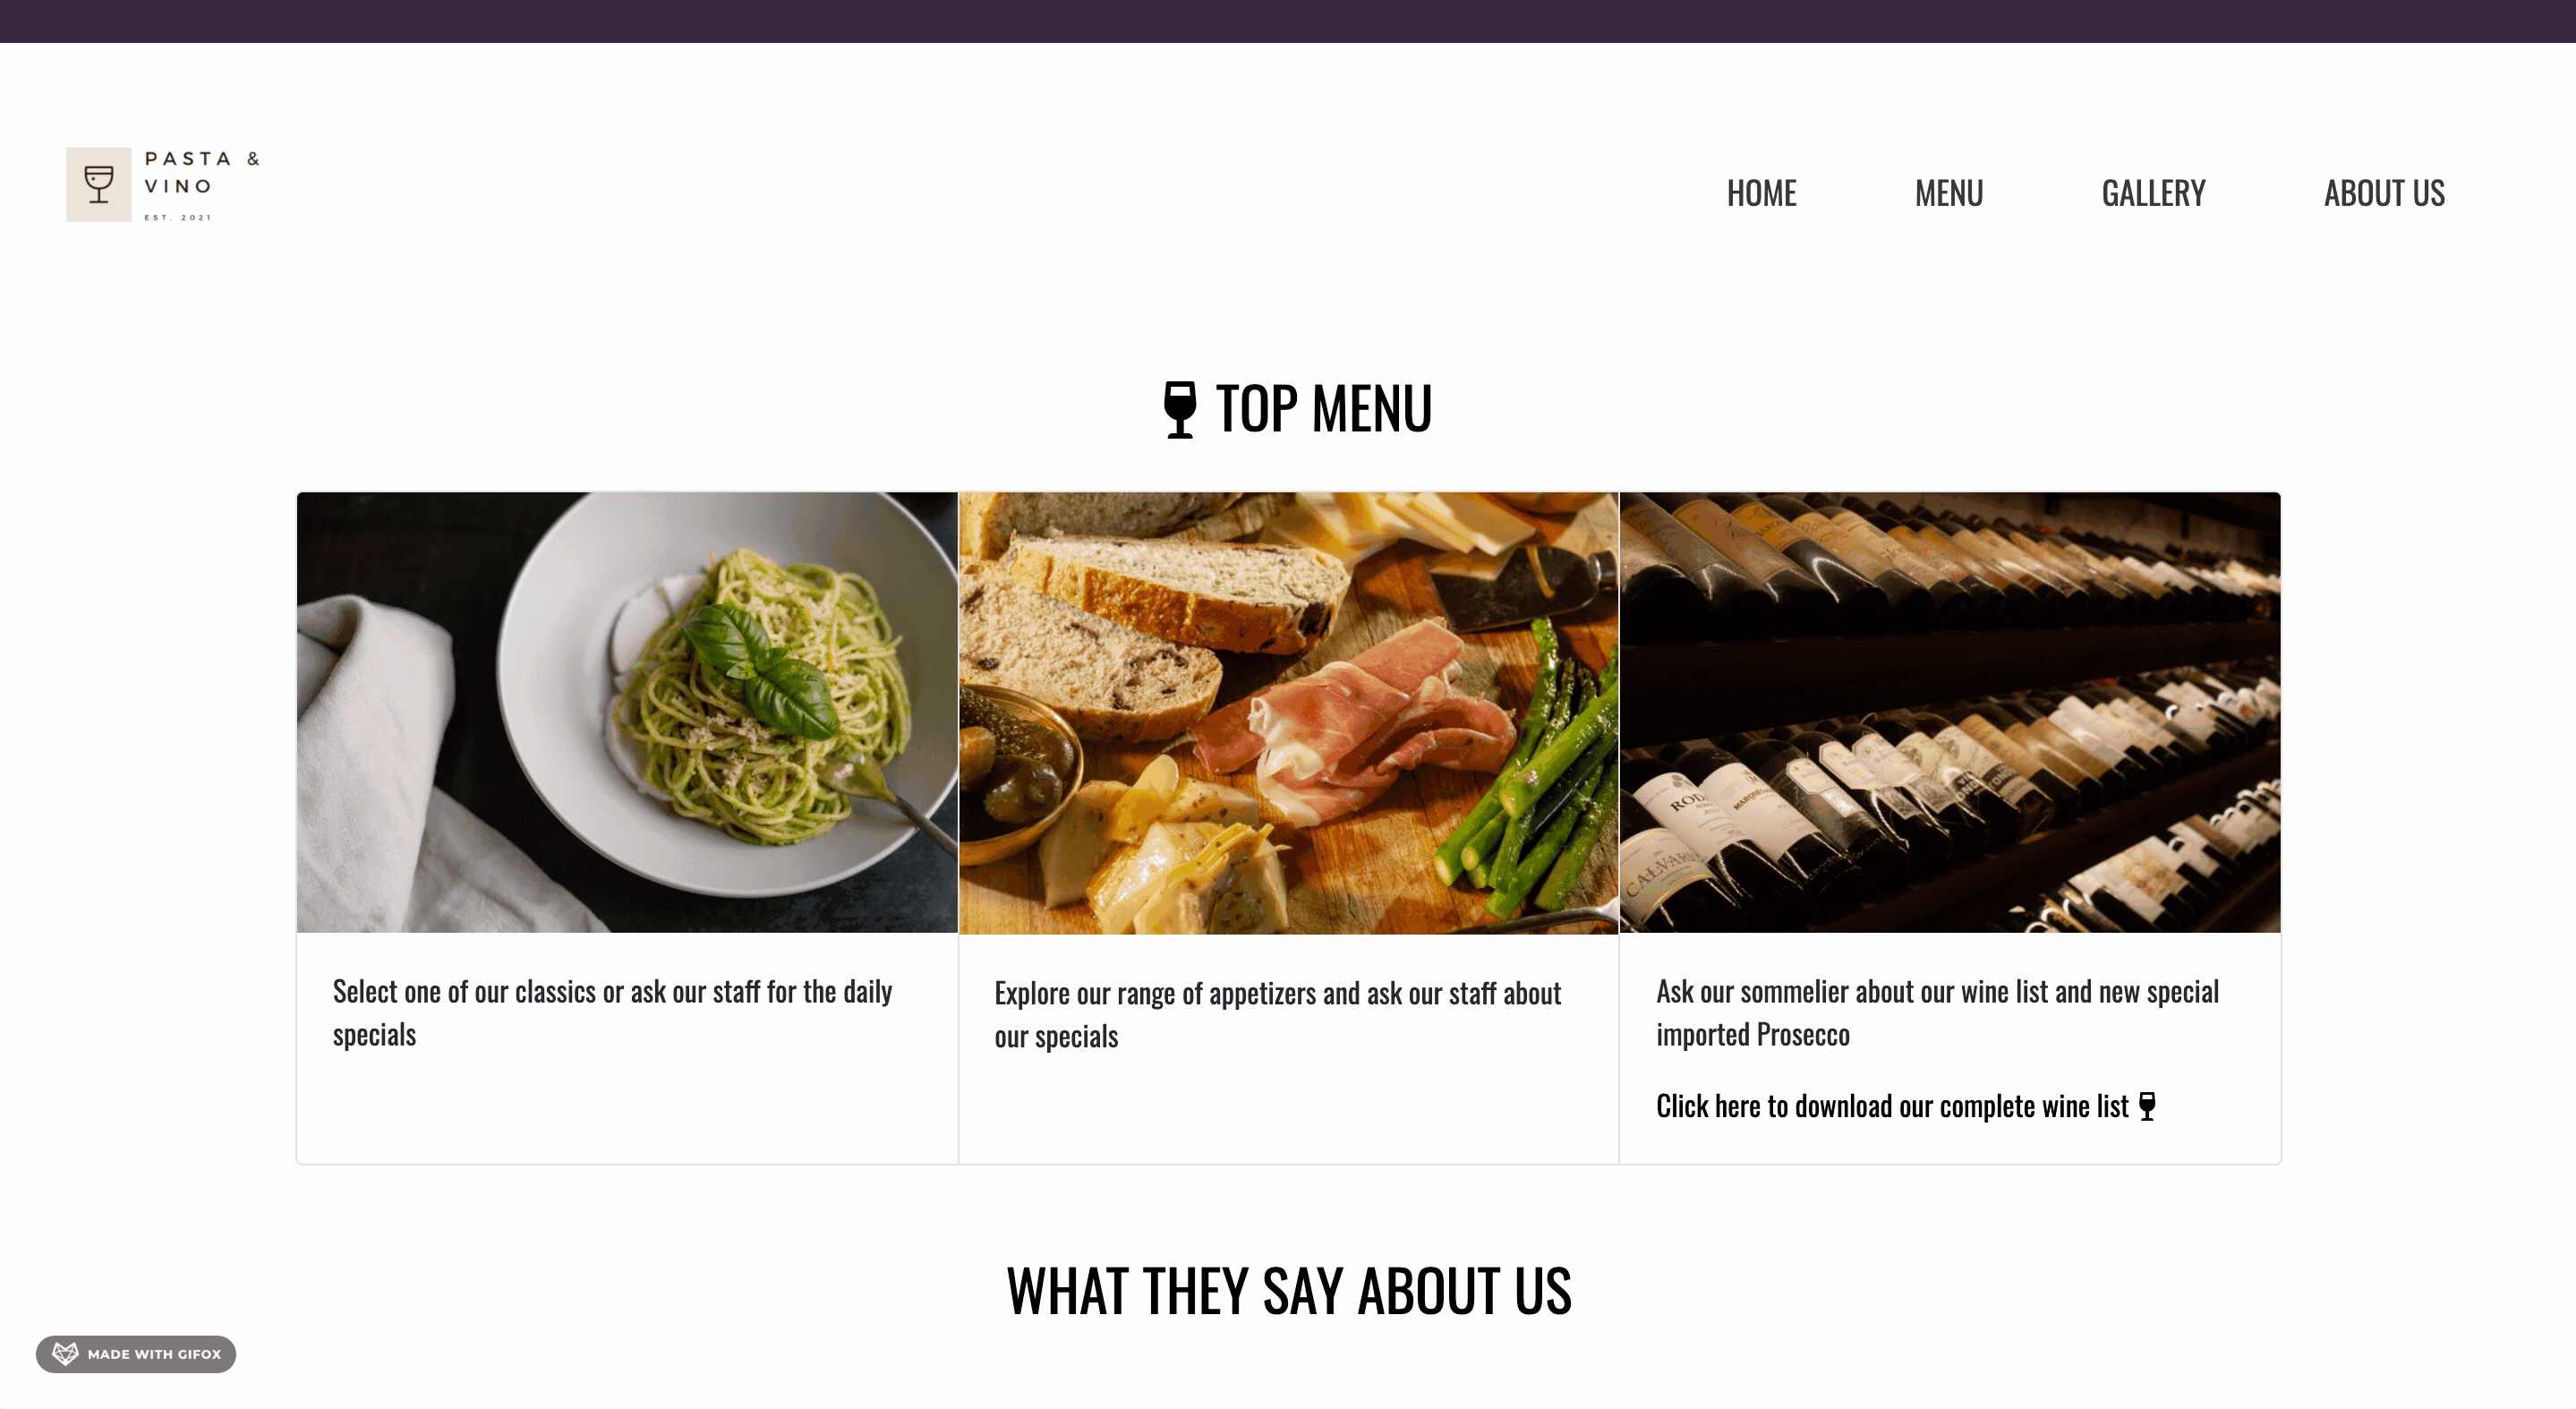 PASTA &
VINO
EST. 2021
HOME MENU GALLERY ABOUT US
TOP MENU
CALVARI
Select one of our classics or ask our staff for the daily
specials
Explore our range of appetizers and ask our staff about
our specials
Ask our sommelier about our wine list and new special
imported Prosecco
Click here to download our complete wine list
WHAT THEY SAY ABOUT US
MADE WITH GIFOX